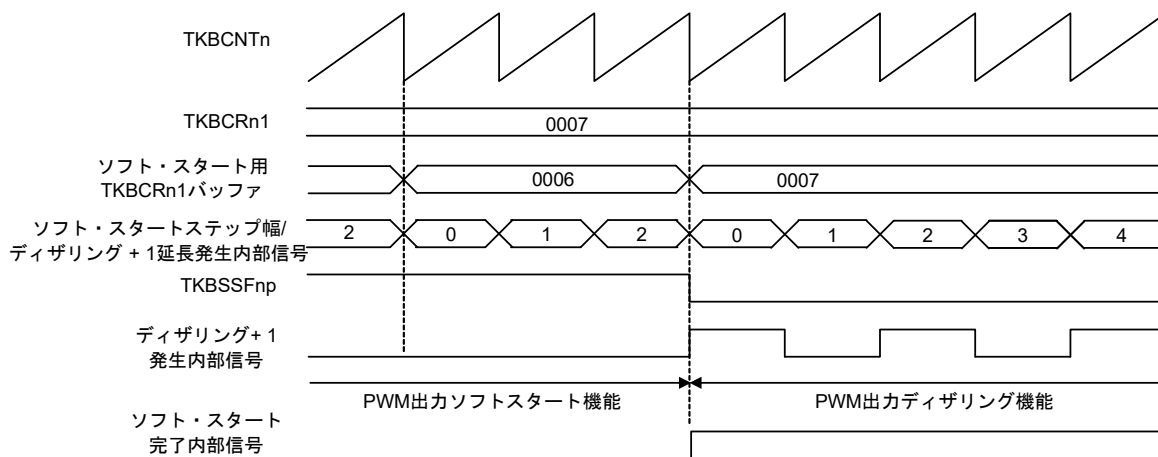 TKBCNTn
TKBCRn1
0007
ソフト・スタート用
TKBCRn1バッファ
0006
0007
ソフト・スタートステップ幅/
ディザリング + 1延長発生内部信号
2 0 1 2 0 1 2 3 4
TKBSSFnp
ディザリング+ 1
発生内部信号
PWM出力ソフトスタート機能
PWM出力ディザリング機能
ソフト・スタート
完了内部信号